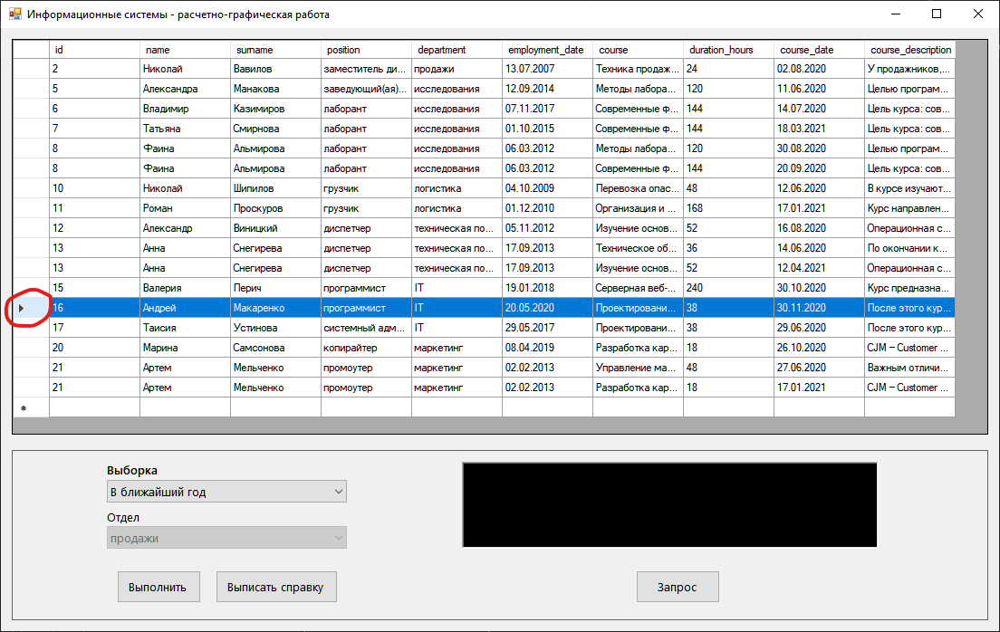 Информационные системы - расчетно-графическая работа
id name surname position department employment_date course duration_hours course_date course_description
2 Николай Вавилов заместитель ди... продажи 13.07.2007 Техника продаж... 24 02.08.2020 У продажников,...
5 Александра Манакова заведующий(ая)... исследования 12.09.2014 Методы лабора... 120 11.06.2020 Целью програм...
6 Владимир Казимиров лаборант исследования 07.11.2017 Современные ф... 144 14.07.2020 Цель курса: сов...
7 Татьяна Смирнова лаборант исследования 01.10.2015 Современные ф... 144 18.03.2021 Цель курса: сов...
8 Фаина Альмирова лаборант исследования 06.03.2012 Методы лабора... 120 30.08.2020 Целью програм...
8 Фаина Альмирова лаборант исследования 06.03.2012 Современные ф... 144 20.09.2020 Цель курса: сов...
10 Николай Шипилов грузчик логистика 04.10.2009 Перевозка опас... 48 12.06.2020 В курсе изучают...
11 Роман Проскуров грузчик логистика 01.12.2010 Организация и ... 168 17.01.2021 Курс направлен...
12 Александр Виницкий диспетчер техническая по... 05.11.2012 Изучение основ... 52 16.08.2020 Операционная с...
13 Анна Снегирева диспетчер техническая по... 17.09.2013 Техническое об... 36 14.06.2020 По окончании к...
13 Анна Снегирева диспетчер техническая по... 17.09.2013 Изучение основ... 52 12.04.2021 Операционная с...
15 Валерия Перич программист IT 19.01.2018 Серверная веб-... 240 30.10.2020 Курс предназна...
16 Андрей Макаренко программист IT 20.05.2020 Проектировани... 38 30.11.2020 После этого кур...
17 Таисия Устинова системный адм... IT 29.05.2017 Проектировани... 38 29.06.2020 После этого кур...
20 Марина Самсонова копирайтер маркетинг 08.04.2019 Разработка кар... 18 26.10.2020 CJM – Customer ...
21 Артем Мельченко промоутер маркетинг 02.02.2013 Управление ма... 48 27.06.2020 Важным отличи...
21 Артем Мельченко промоутер маркетинг 02.02.2013 Разработка кар... 18 17.01.2021 CJM – Customer ...
Выборка
В ближайший год
Отдел
продажи
Выполнить Выписать справку Запрос